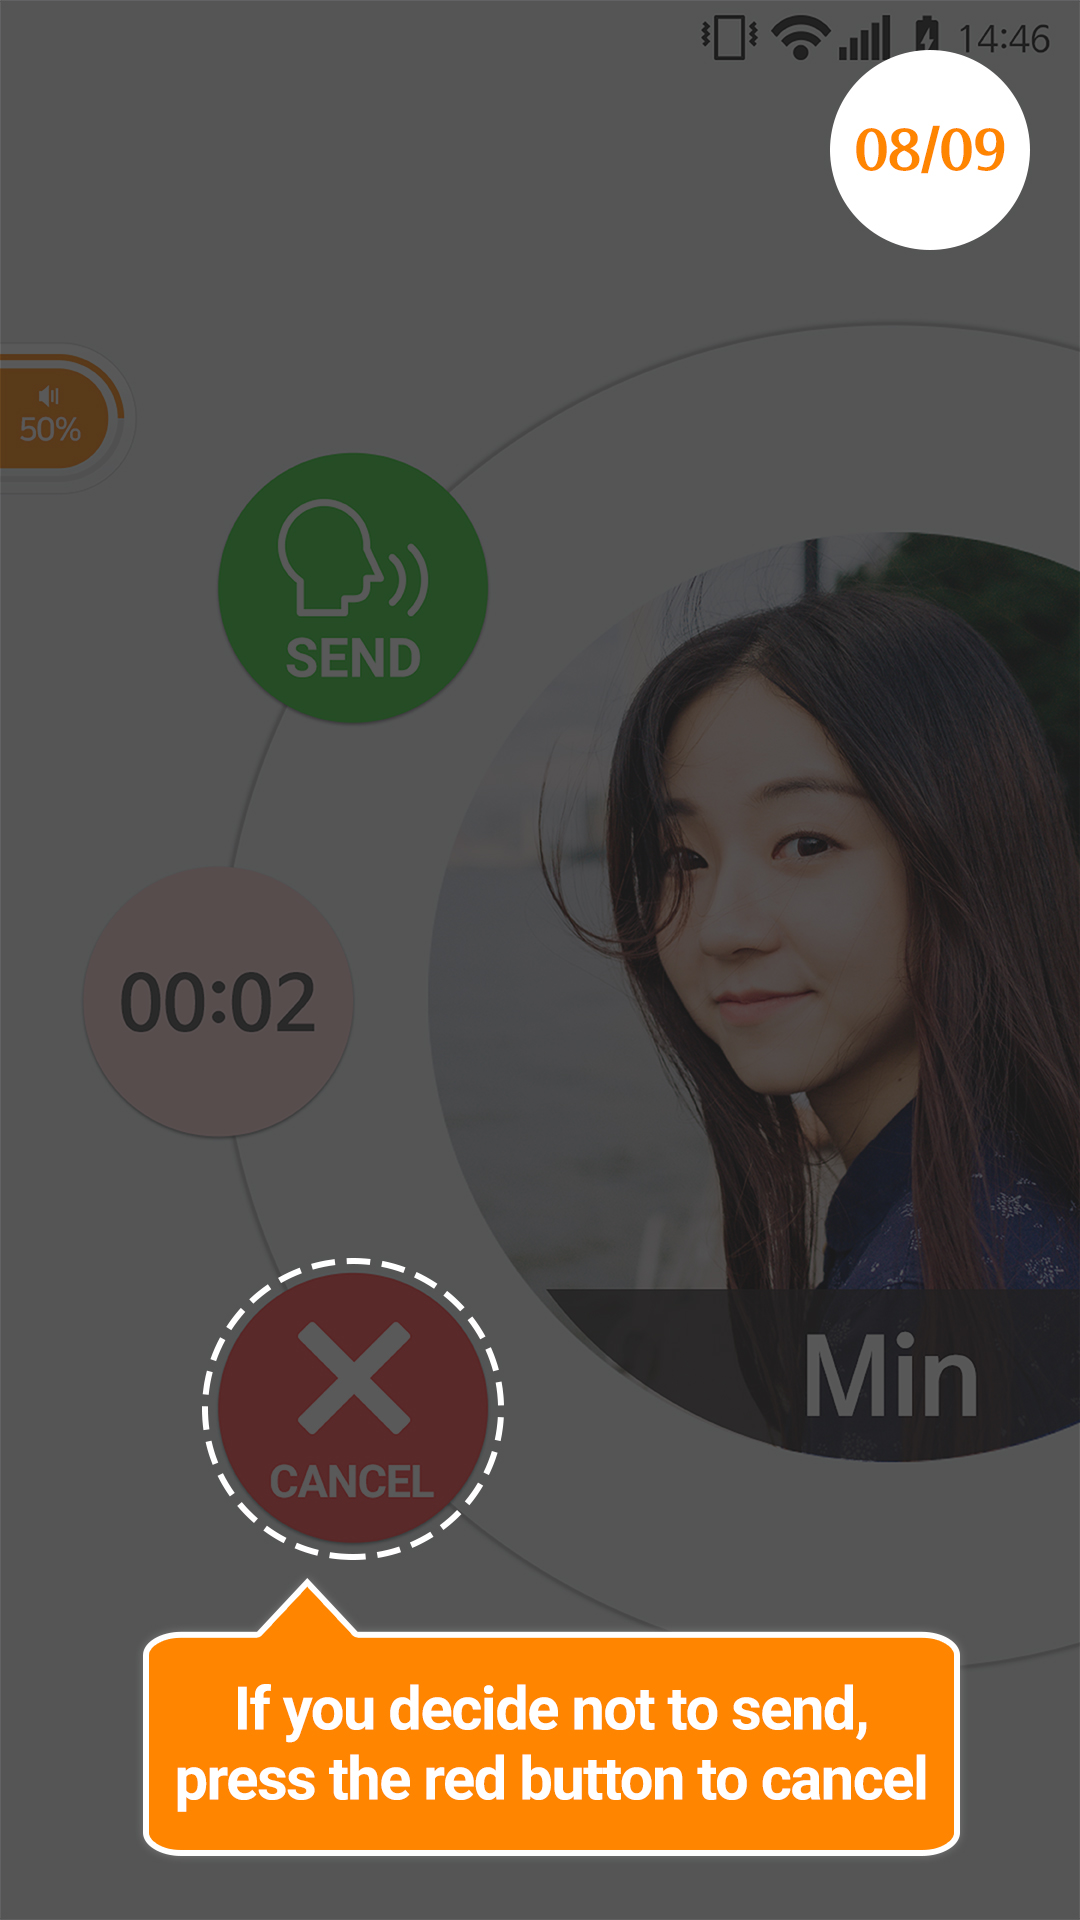 14:46
08/09
50%
SEND
00:02
CANCEL
Min
If you decide not to send,
press the red button to cancel